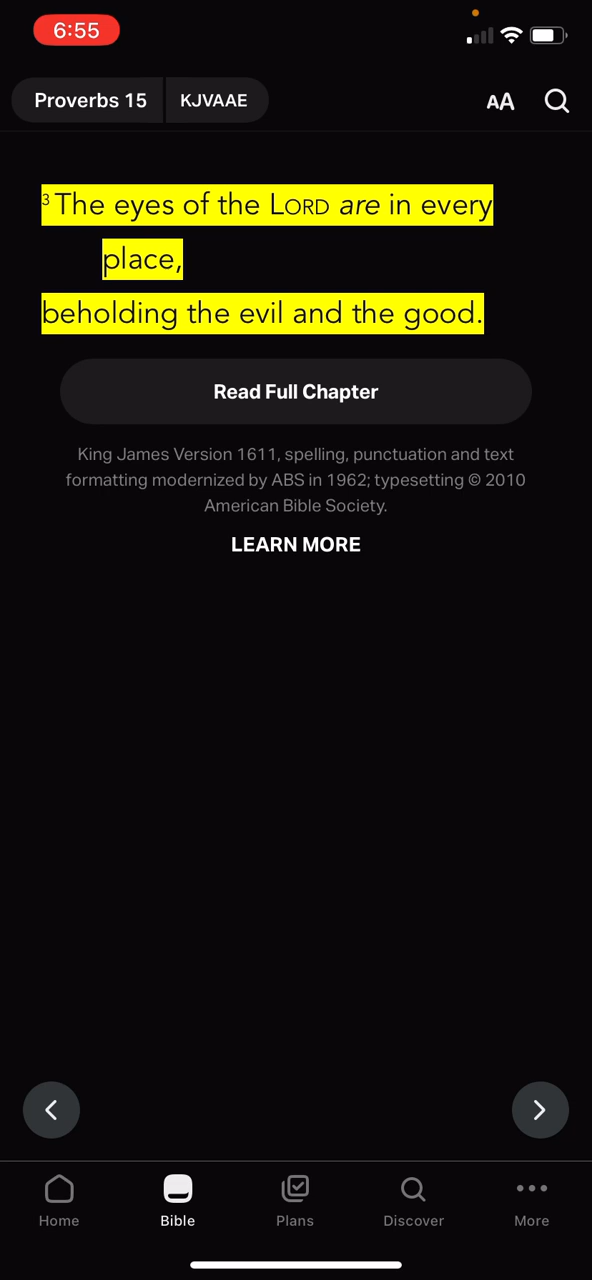 6:55
Proverbs 15 KJVAAE AA
3 The eyes of the LORD are in every
place,
beholding the evil and the good.
Read Full Chapter
King James Version 1611, spelling, punctuation and text
formatting modernized by ABS in 1962; typesetting © 2010
American Bible Society.
LEARN MORE
Home Bible Plans Discover More